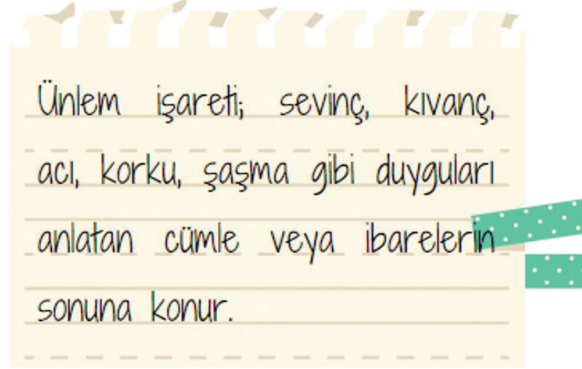 Ünlem işareti; sevinç, kıvanç,
acı, korku, şaşma gibi duyguları
anlatan cümle veya ibarelerin
sonuna konur.